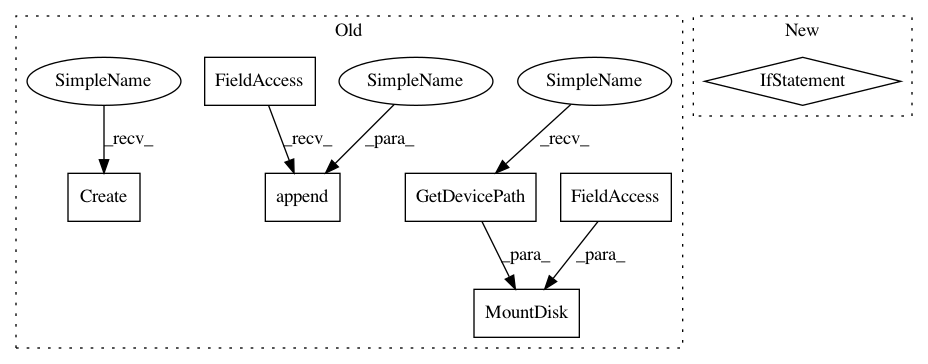 Old
New
SimpleName
FieldAccess
SimpleName
SimpleName
IfStatement
_recv_
_recv_
_para_
_recv_
Create
append
GetDevicePath
FieldAccess
_para_
_para_
MountDisk